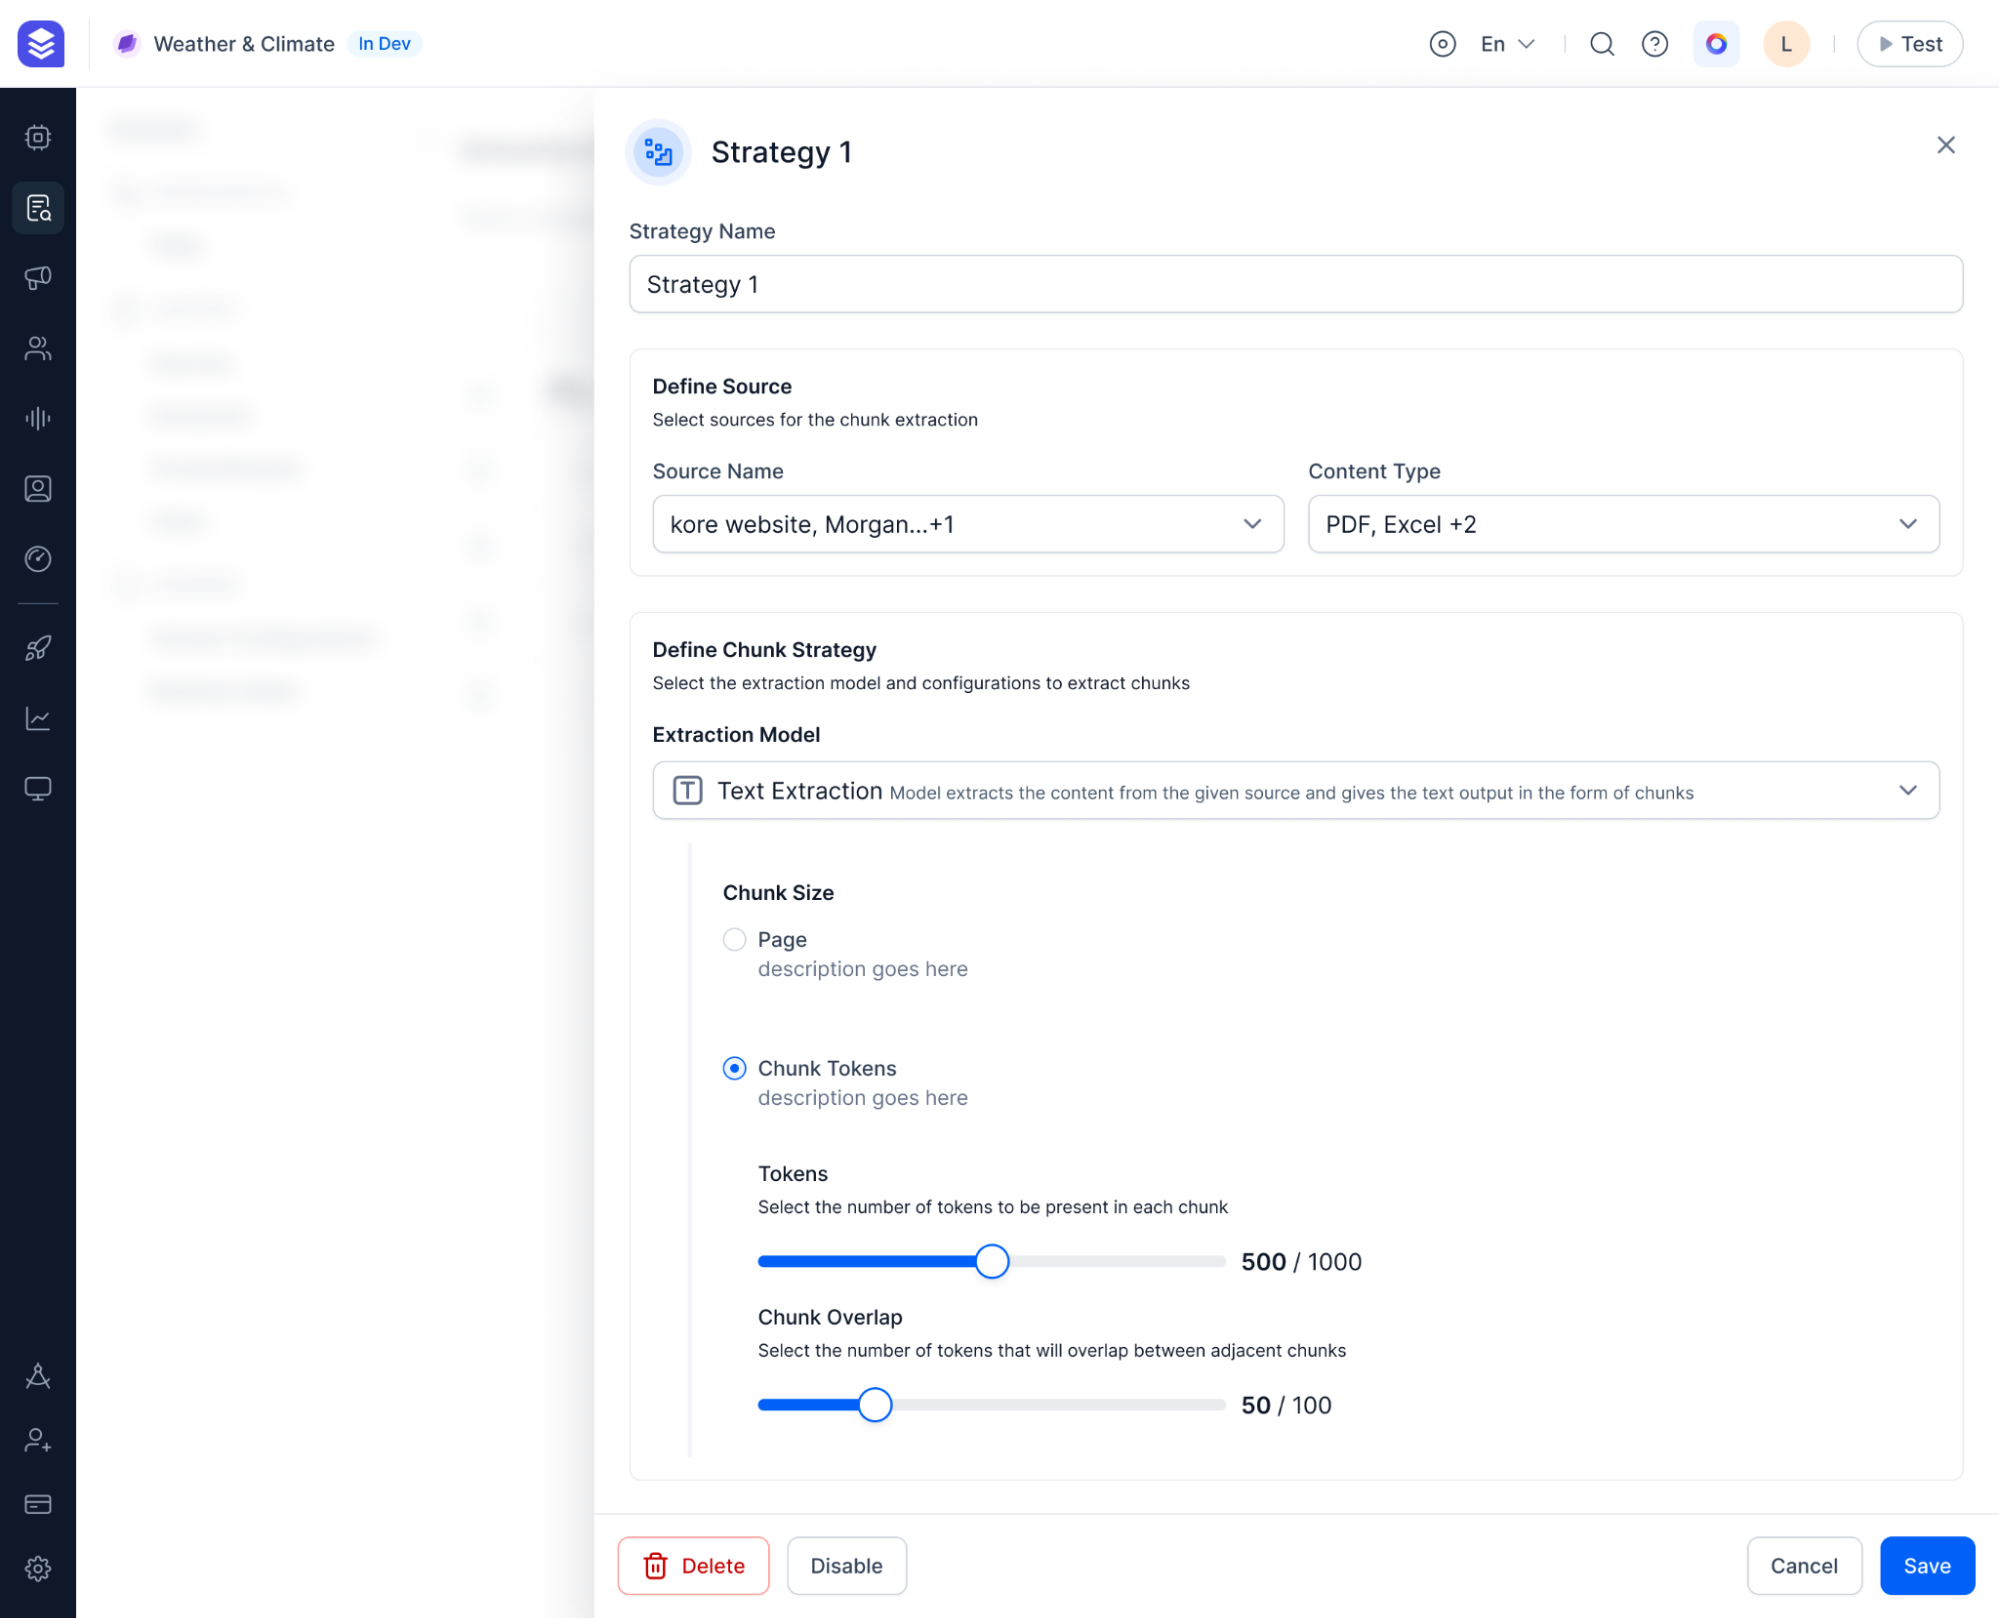 Weather & Climate In Dev
En
L
Test
Strategy 1
Strategy Name
Strategy 1
Define Source
Select sources for the chunk extraction
Source Name
Content Type
kore website, Morgan...+1
PDF, Excel +2
Define Chunk Strategy
Select the extraction model and configurations to extract chunks
Extraction Model
T Text Extraction Model extracts the content from the given source and gives the text output in the form of chunks
Chunk Size
Page
description goes here
Chunk Tokens
description goes here
Tokens
Select the number of tokens to be present in each chunk
500 / 1000
Chunk Overlap
Select the number of tokens that will overlap between adjacent chunks
50 / 100
Delete
Disable
Cancel
Save